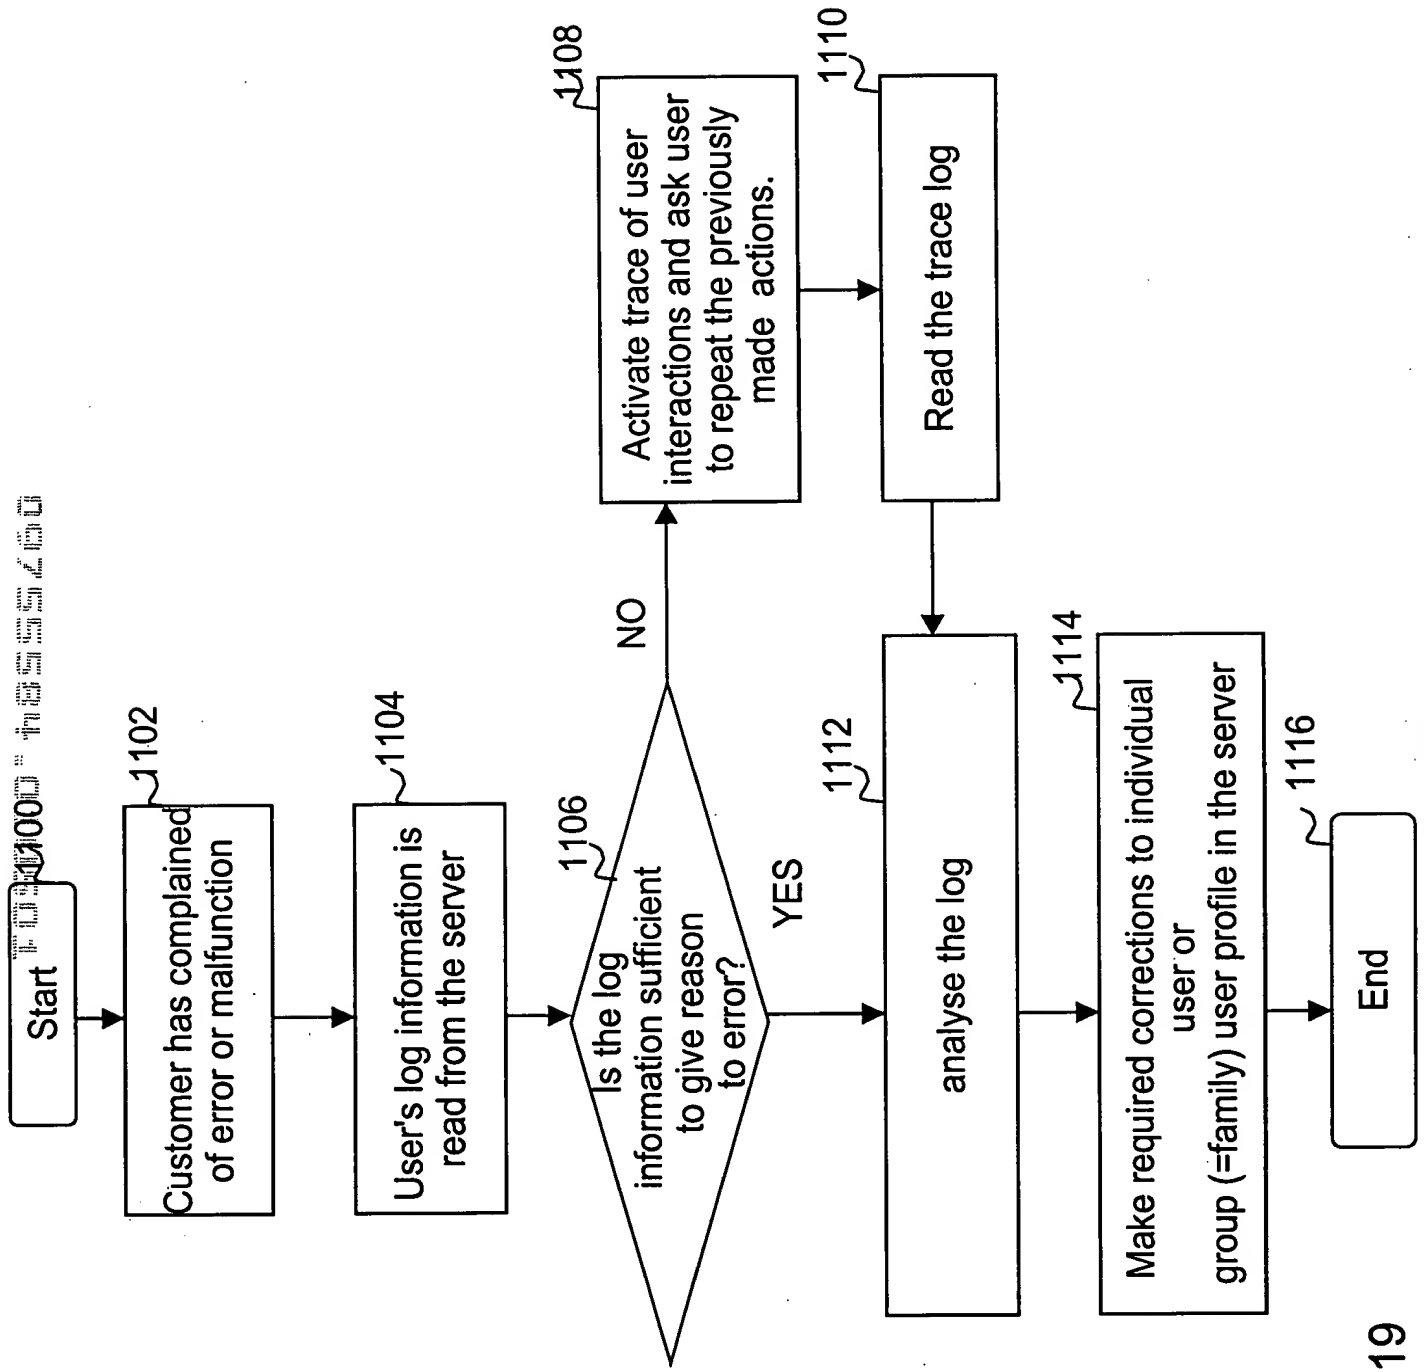 Start
1100
Customer has complained
of error or malfunction
1102
User's log information is
read from the server
1104
Is the log
information sufficient
to give reason
to error?
1106
NO
YES
Activate trace of user
interactions and ask user
to repeat the previously
made actions.
1108
Read the trace log
1110
analyse the log
1112
Make required corrections to individual
user or
group (=family) user profile in the server
1114
End
1116
19